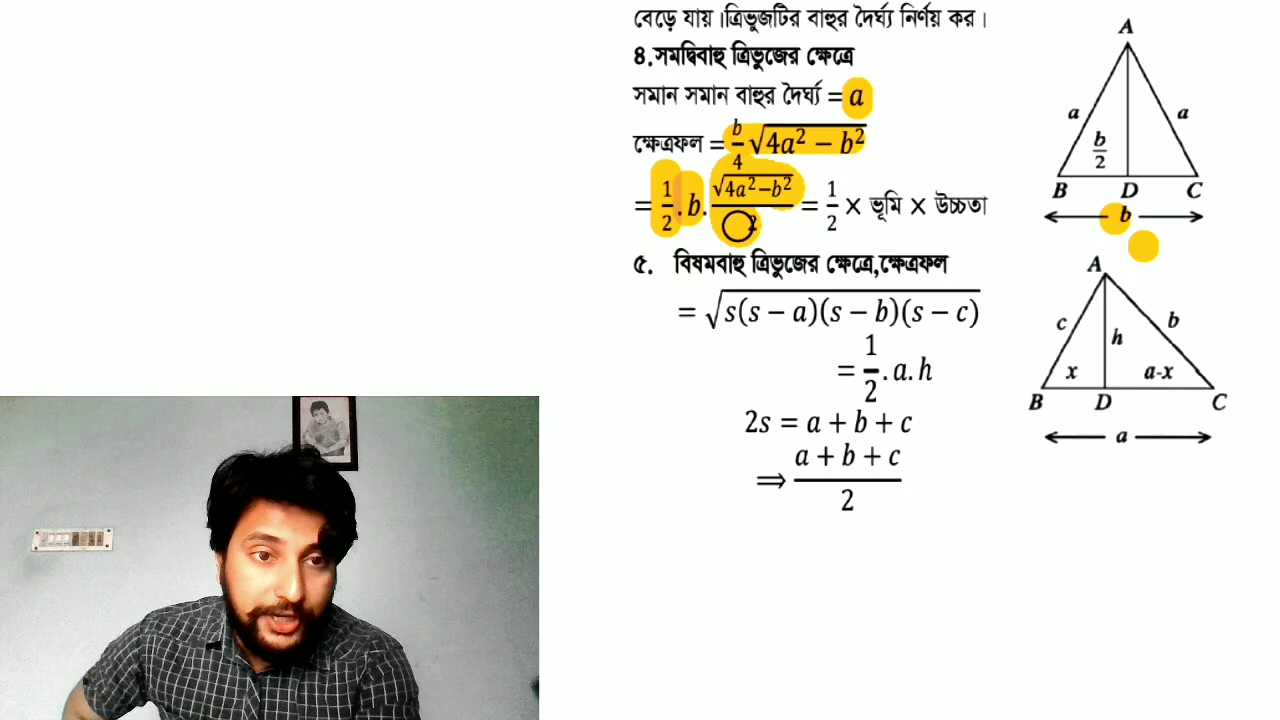 বেড়ে যায়।ত্রিভুজটির বাহুর দৈর্ঘ্য নির্ণয় কর।
৪.সমদ্বিবাহু ত্রিভুজের ক্ষেত্রে
সমান সমান বাহুর দৈর্ঘ্য = a
ক্ষেত্রফল = b/4 √(4a² − b²)
= 1/2 . b. √(4a²−b²)/2 = 1/2 × ভূমি × উচ্চতা
৫. বিষমবাহু ত্রিভুজের ক্ষেত্রে,ক্ষেত্রফল
= √(s(s − a)(s − b)(s − c))
= 1/2 . a. h
2s = a + b + c
⟹ (a + b + c)/2
A
a a
b/2
B D C
b
A
c b
h
x a-x
B D C
a